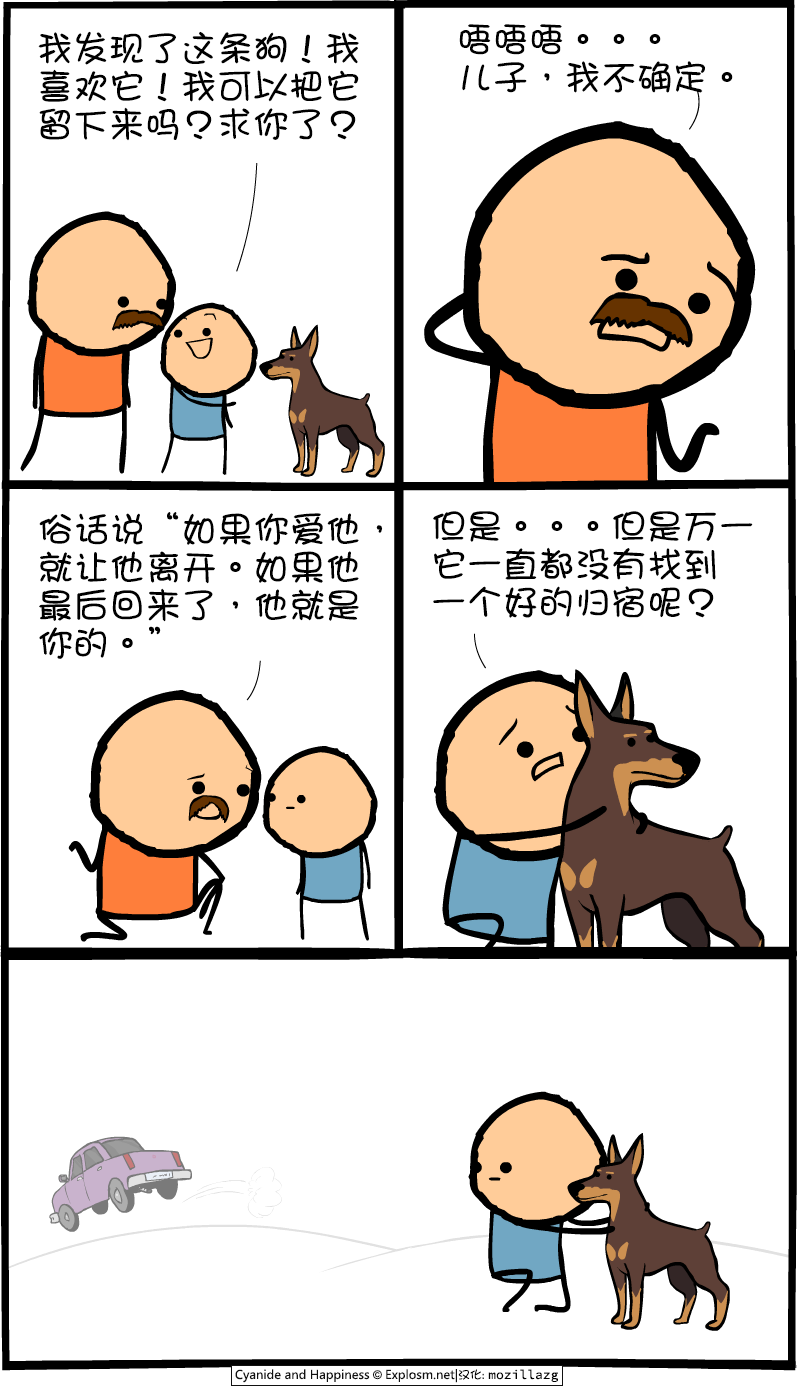 我发现了这条狗！我
喜欢它！我可以把它
留下来吗？求你了？
唔唔唔。。。
儿子，我不确定。
俗话说“如果你爱他，
就让他离开。如果他
最后回来了，他就是
你的。”
但是。。。但是万一
它一直都没有找到
一个好的归宿呢？
Cyanide and Happiness © Explosm.net|汉化: mozillazg